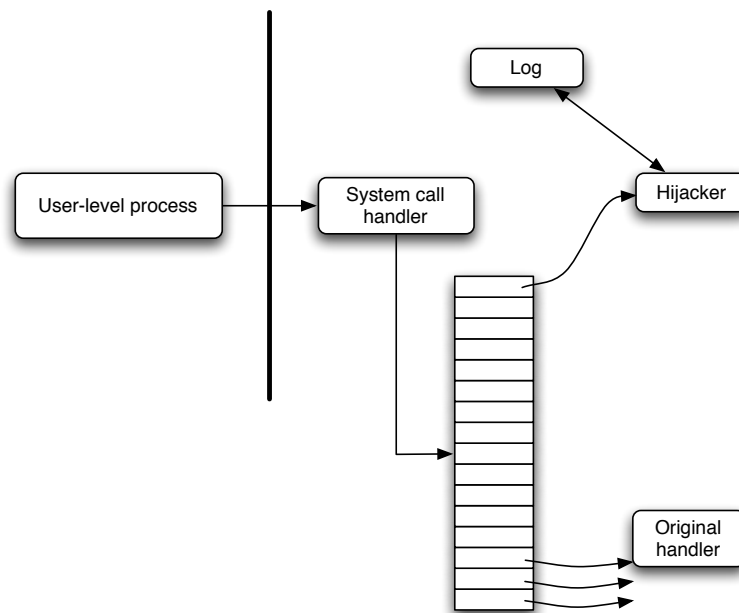 Log
User-level process
System call
handler
Hijacker
Original
handler